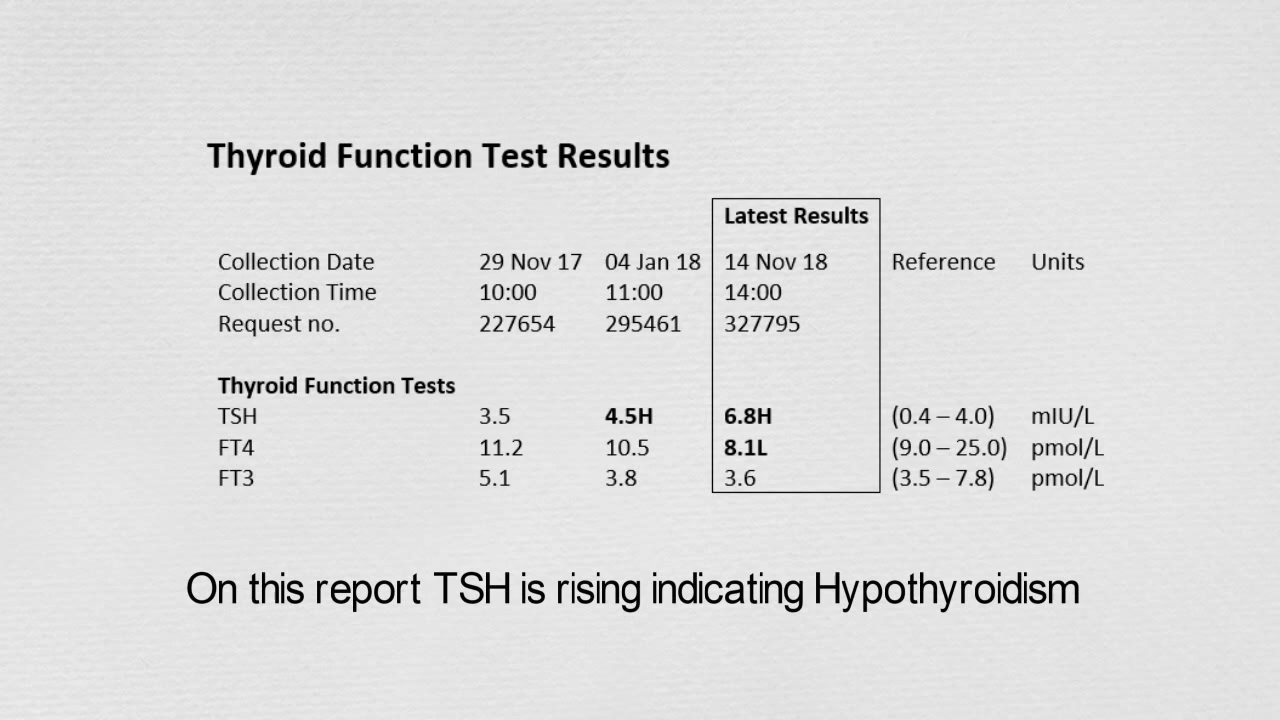 Thyroid Function Test Results
Latest Results
Collection Date 29 Nov 17 04 Jan 18 14 Nov 18 Reference Units
Collection Time 10:00 11:00 14:00
Request no. 227654 295461 327795
Thyroid Function Tests
TSH 3.5 4.5H 6.8H (0.4 – 4.0) mIU/L
FT4 11.2 10.5 8.1L (9.0 – 25.0) pmol/L
FT3 5.1 3.8 3.6 (3.5 – 7.8) pmol/L
On this report TSH is rising indicating Hypothyroidism